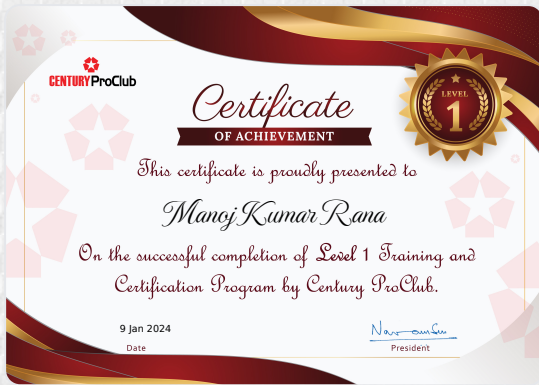 CENTURY ProClub
Certificate
OF ACHIEVEMENT
LEVEL
1
This certificate is proudly presented to
Manoj Kumar Rana
On the successful completion of Level 1 Training and
Certification Program by Century ProClub.
9 Jan 2024
Date
President